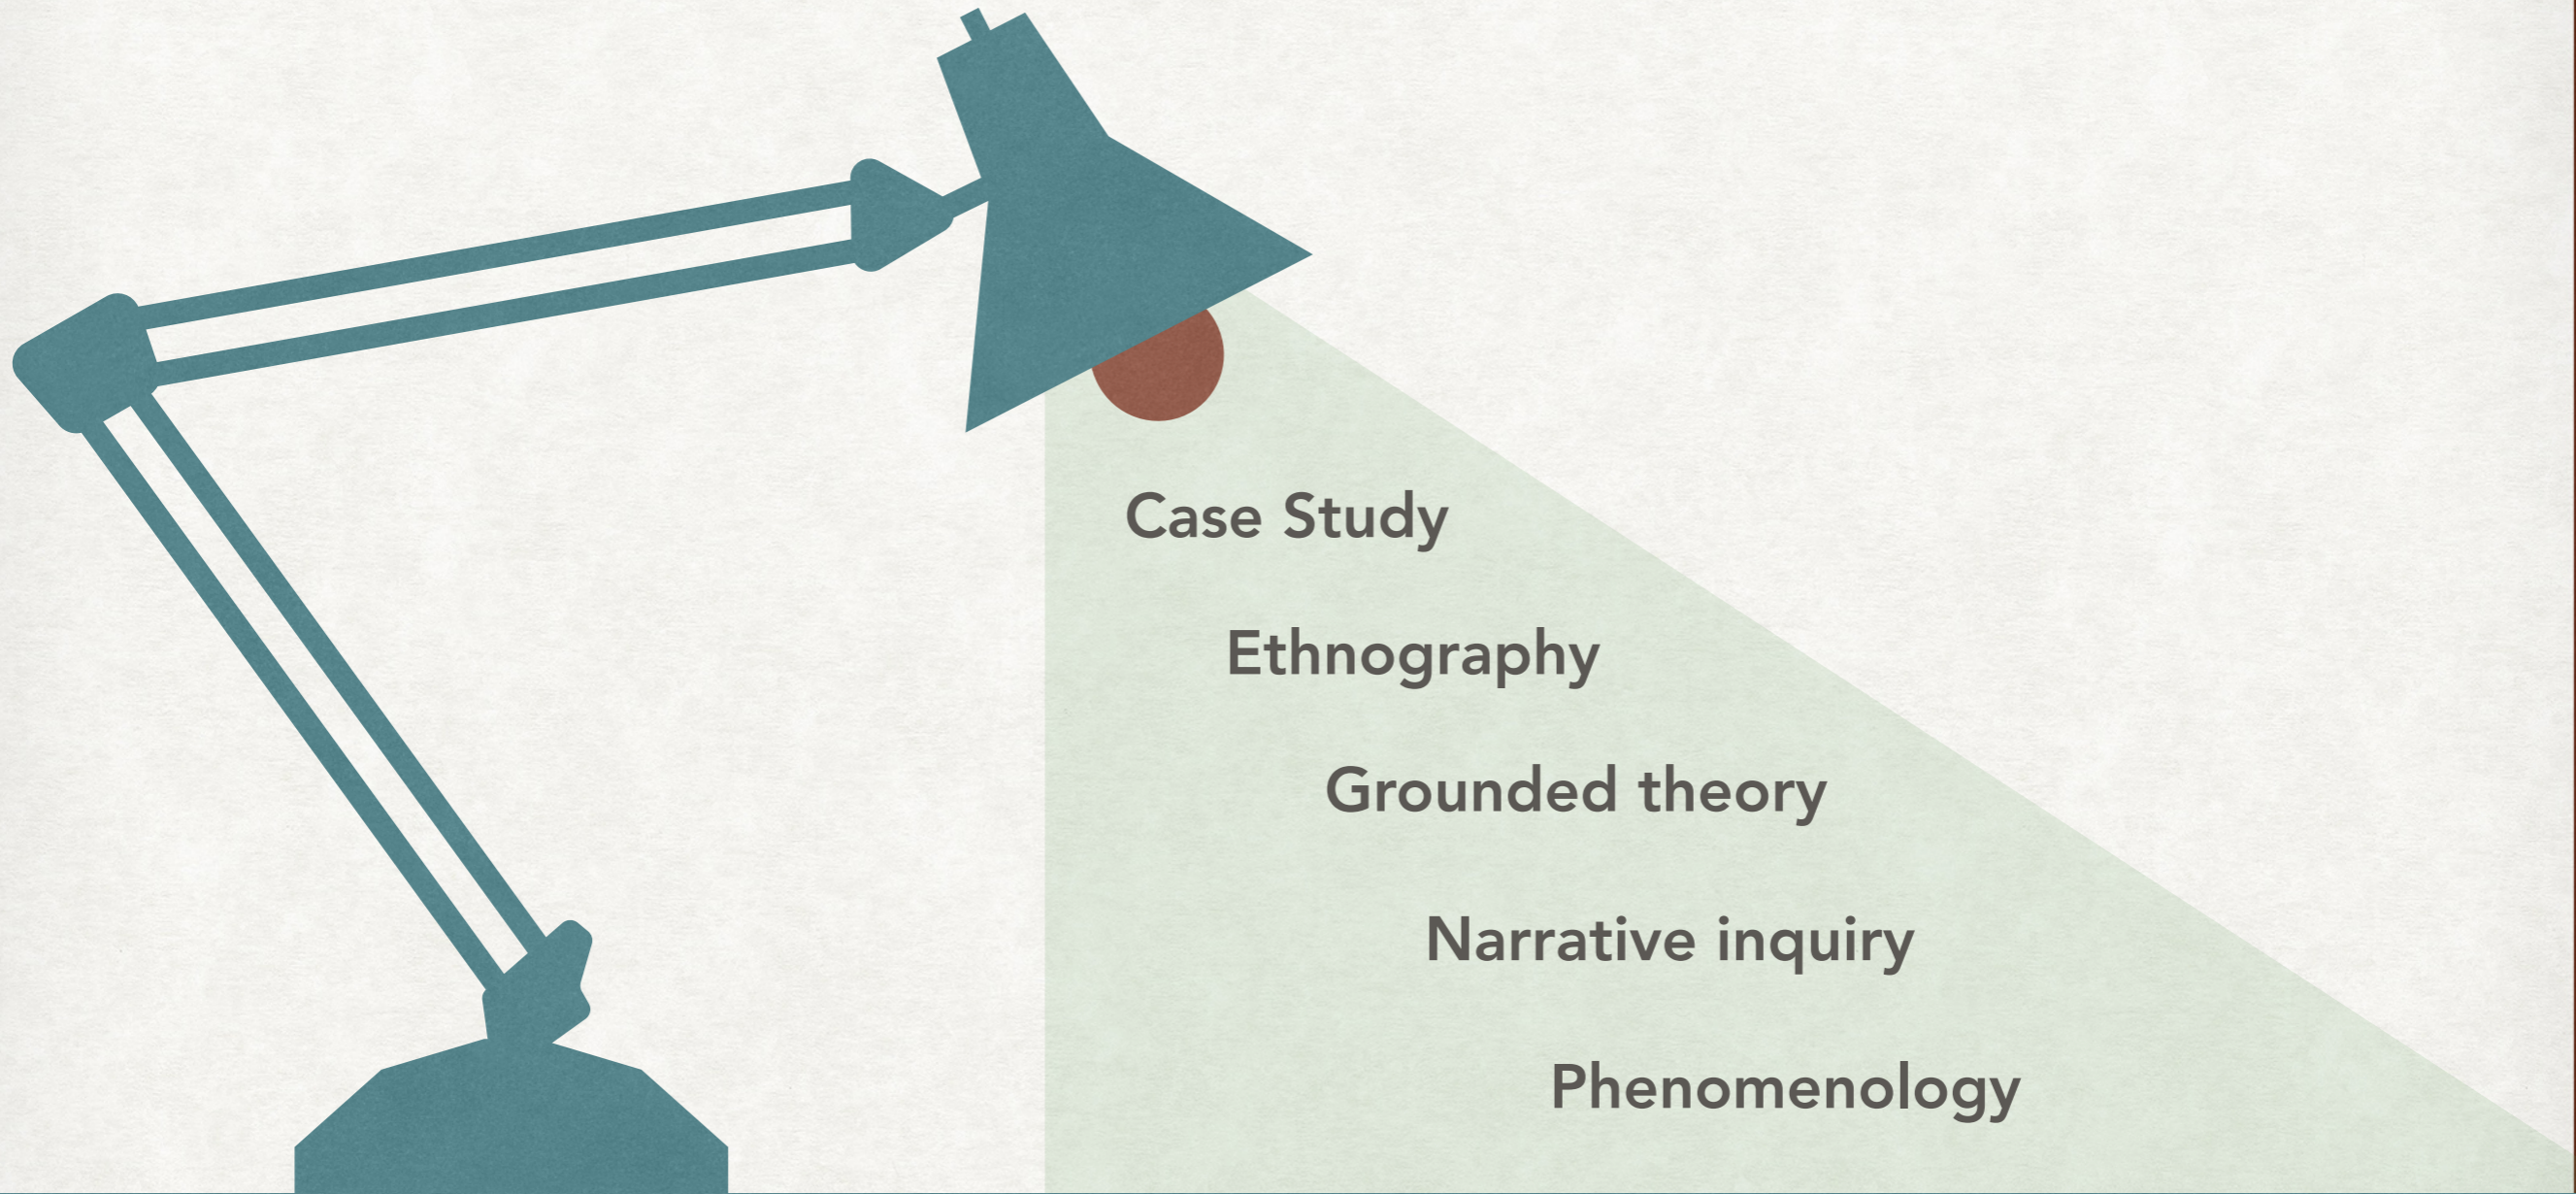 Case Study
Ethnography
Grounded theory
Narrative inquiry
Phenomenology